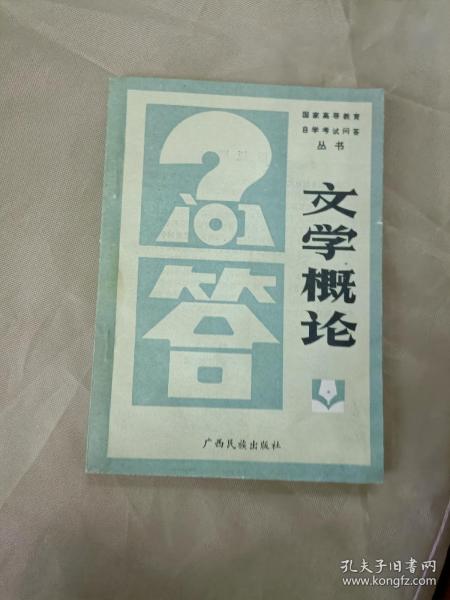 国家高等教育
自学考试问答
丛书
文学概论
问
答
广西民族出版社
孔夫子旧书网
www.kongfz.com